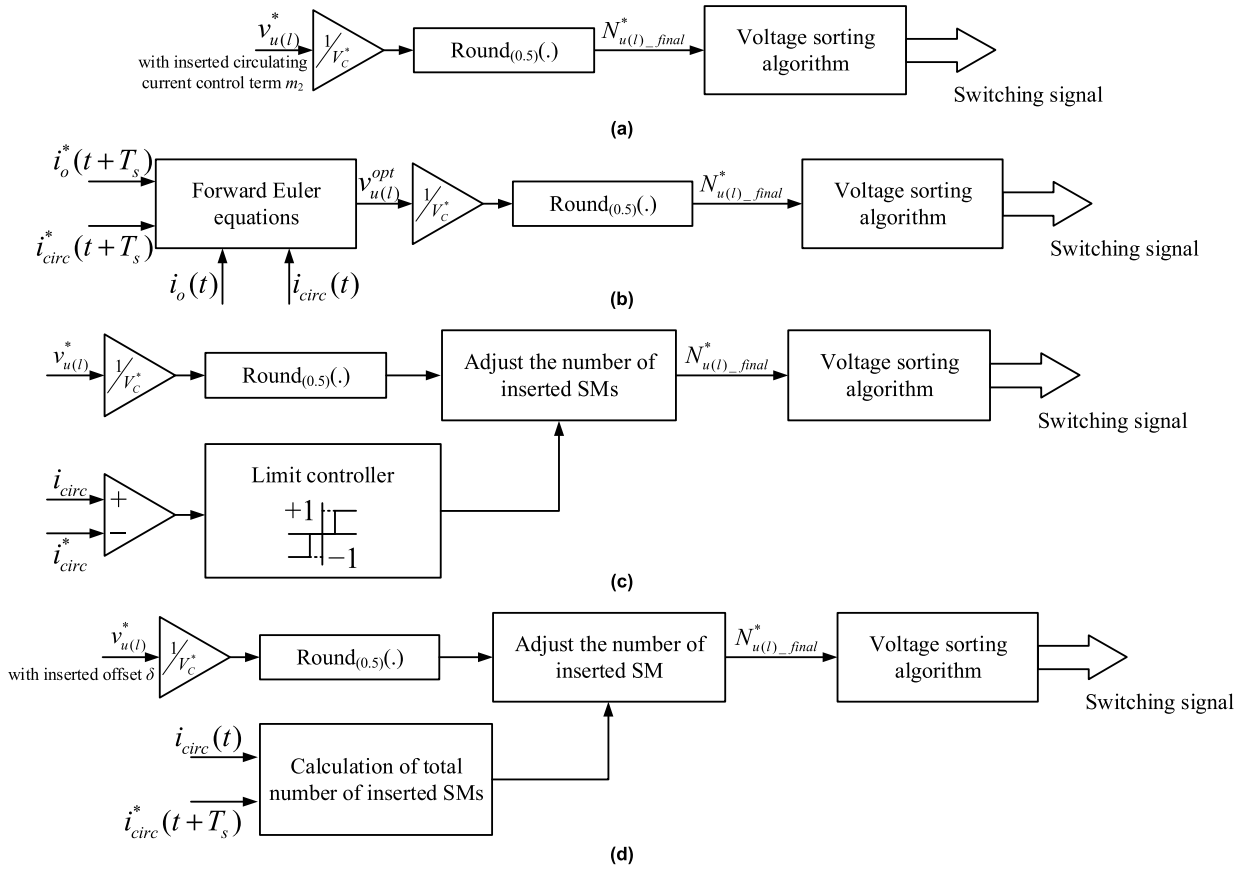 v*u(l)
with inserted circulating
current control term m2
1/V*C
Round(0.5)(.)
N*u(l)_final
Voltage sorting
algorithm
Switching signal
(a)
i*o(t+Ts)
i*circ(t+Ts)
Forward Euler
equations
io(t)
icirc(t)
v^opt u(l)
1/V*C
Round(0.5)(.)
N*u(l)_final
Voltage sorting
algorithm
Switching signal
(b)
v*u(l)
1/V*C
Round(0.5)(.)
Adjust the number of
inserted SMs
N*u(l)_final
Voltage sorting
algorithm
Switching signal
icirc
+
−
i*circ
Limit controller
+1
−1
(c)
v*u(l)
with inserted offset δ
1/V*C
Round(0.5)(.)
Adjust the number of
inserted SM
N*u(l)_final
Voltage sorting
algorithm
Switching signal
icirc(t)
i*circ(t+Ts)
Calculation of total
number of inserted SMs
(d)